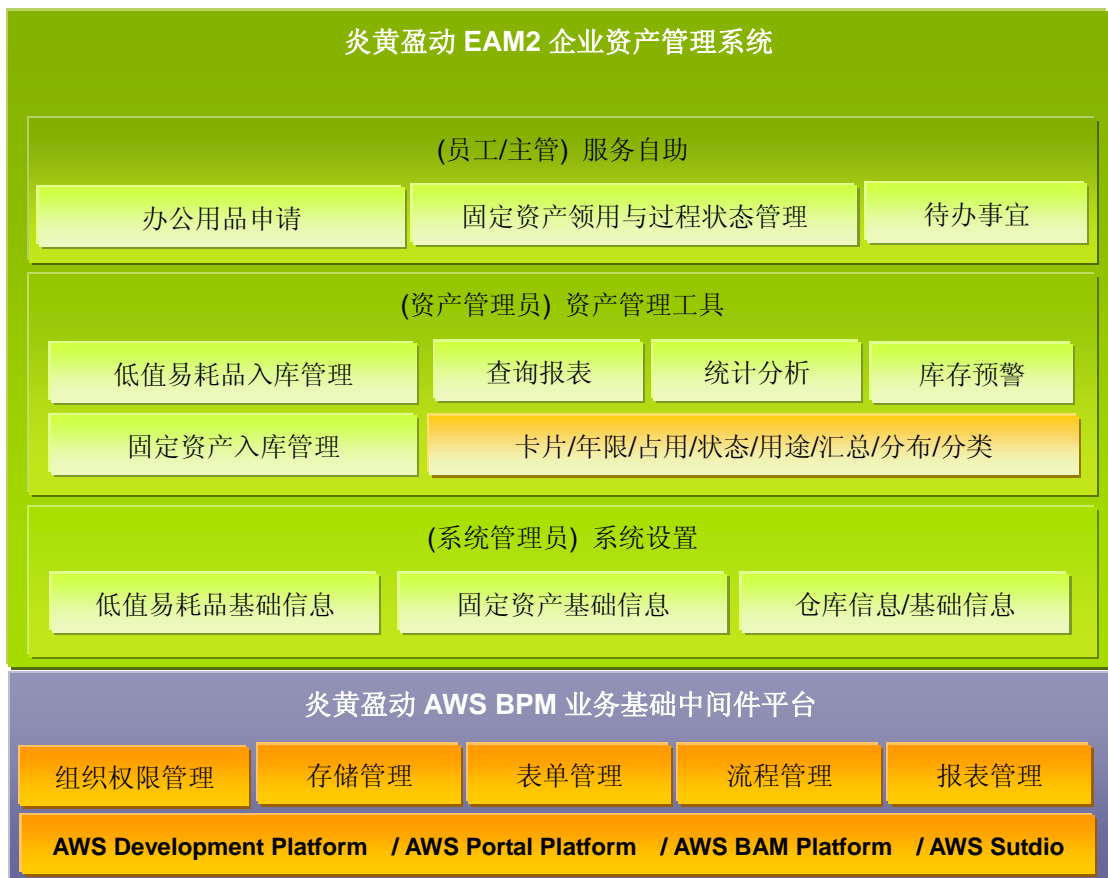 炎黄盈动 EAM2 企业资产管理系统
(员工/主管) 服务自助
办公用品申请
固定资产领用与过程状态管理
待办事宜
(资产管理员) 资产管理工具
低值易耗品入库管理
查询报表
统计分析
库存预警
固定资产入库管理
卡片/年限/占用/状态/用途/汇总/分布/分类
(系统管理员) 系统设置
低值易耗品基础信息
固定资产基础信息
仓库信息/基础信息
炎黄盈动 AWS BPM 业务基础中间件平台
组织权限管理
存储管理
表单管理
流程管理
报表管理
AWS Development Platform / AWS Portal Platform / AWS BAM Platform / AWS Sutdio